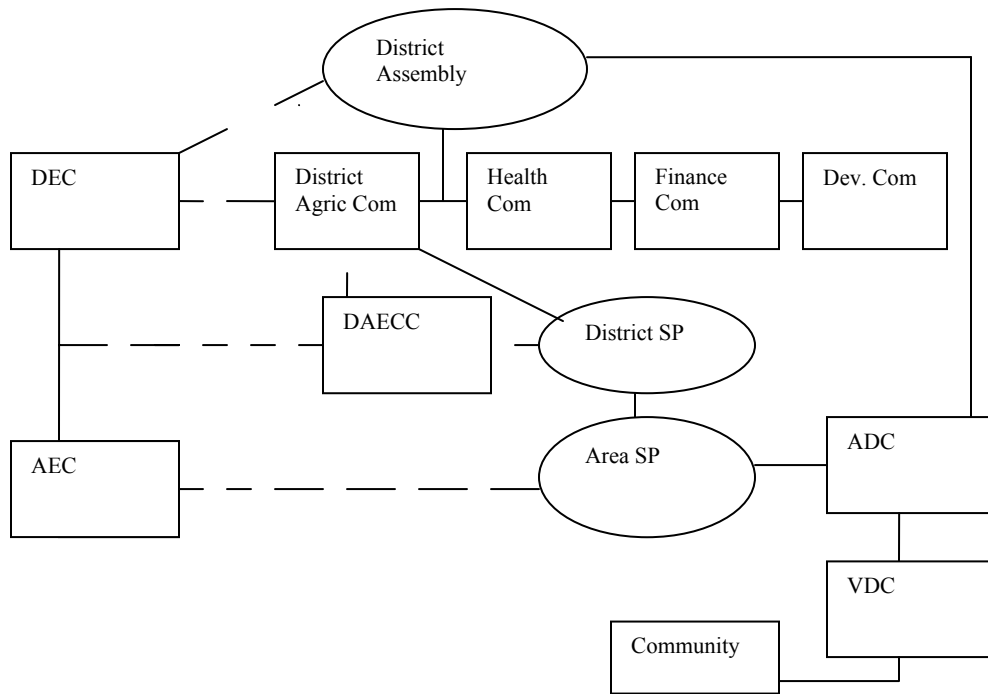 District
Assembly
DEC
District
Agric Com
Health
Com
Finance
Com
Dev. Com
DAECC
District SP
AEC
Area SP
ADC
VDC
Community